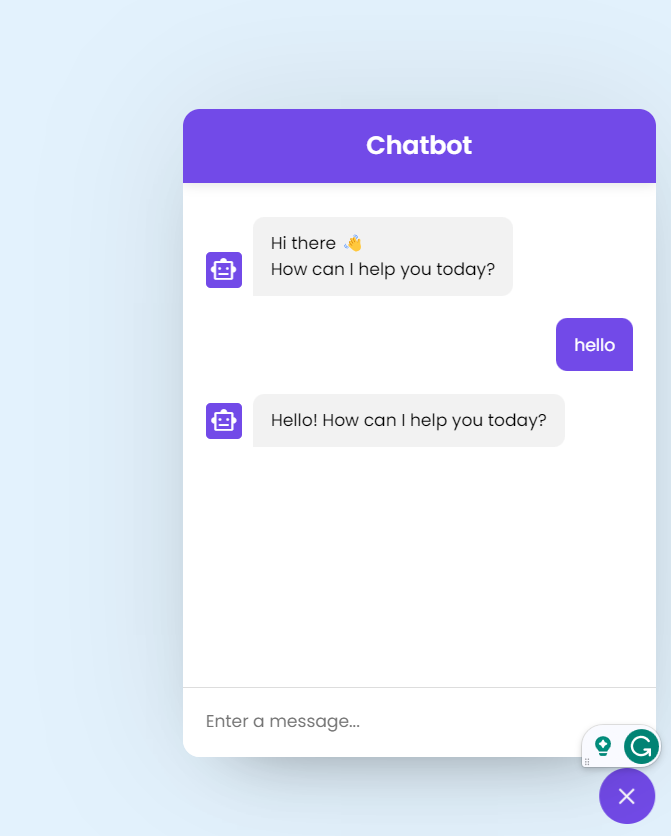 Chatbot
Hi there 👋
How can I help you today?
hello
Hello! How can I help you today?
Enter a message...